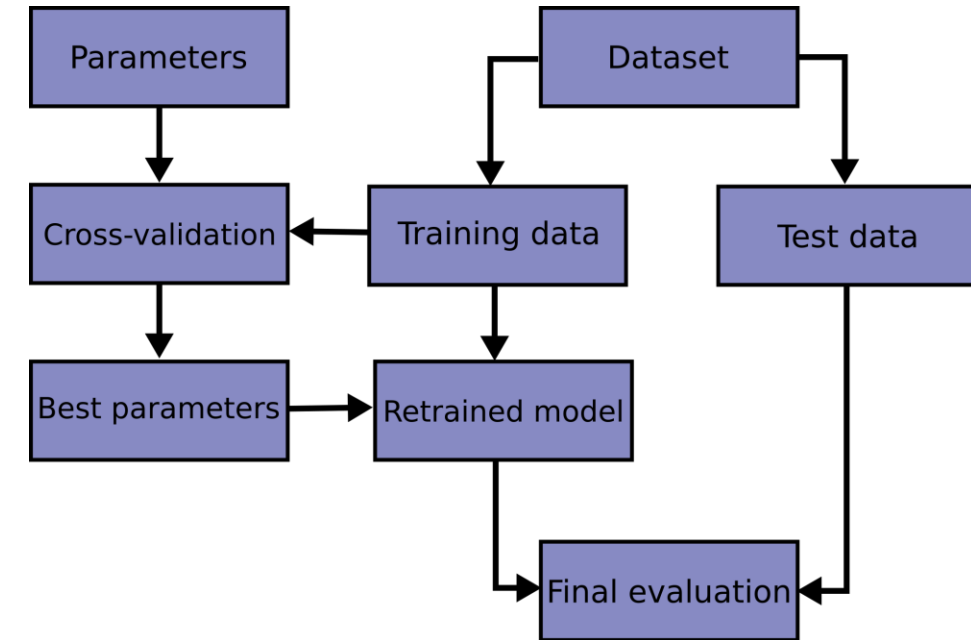 Parameters
Dataset
Cross-validation
Training data
Test data
Best parameters
Retrained model
Final evaluation